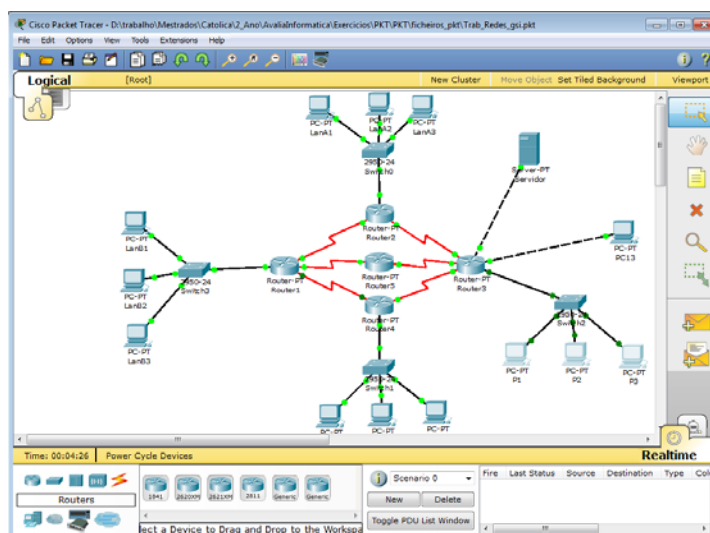 Cisco Packet Tracer - D:\trabalho\Mestrados\Catolica\2_Ano\AvaliaInformatica\Exercicios\PKT\PKT\ficheiros_pkt\Trab_Redes_gsi.pkt
File Edit Options View Tools Extensions Help
Logical [Root] New Cluster Move Object Set Tiled Background Viewport
PC-PT
LanA1
PC-PT
LanA2
PC-PT
LanA3
2950-24
Switch0
Server-PT
Servidor
Router-PT
Router2
PC-PT
PC13
PC-PT
LanB1
PC-PT
LanB2
PC-PT
LanB3
2950-24
Switch3
Router-PT
Router1
Router-PT
Router5
Router-PT
Router3
Router-PT
Router4
2950-24
Switch2
PC-PT
P1
PC-PT
P2
PC-PT
P3
2950-24
Switch1
PC-PT
PC-PT
PC-PT
Time: 00:04:26 Power Cycle Devices Realtime
Routers
1841 2620XM 2621XM 2811 Generic Generic
lect a Device to Drag and Drop to the Workspa
Scenario 0
New Delete
Toggle PDU List Window
Fire Last Status Source Destination Type Colo